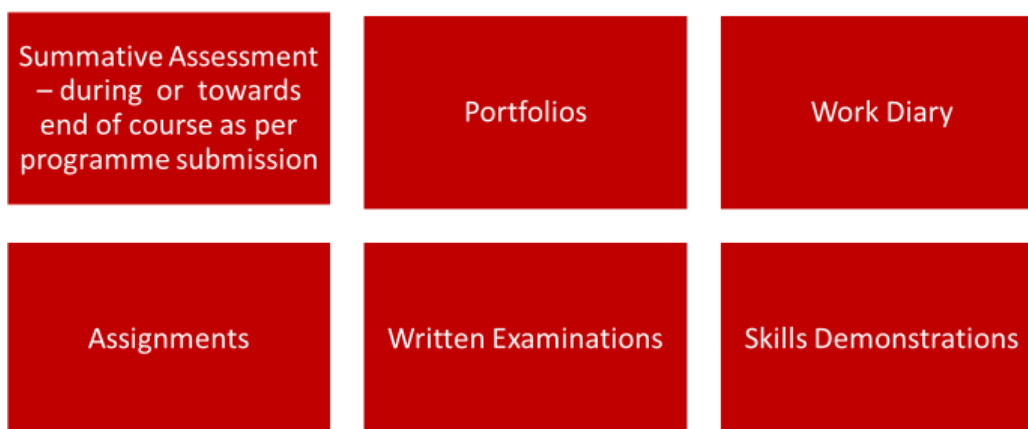 Summative Assessment
– during or towards
end of course as per
programme submission
Portfolios
Work Diary
Assignments
Written Examinations
Skills Demonstrations